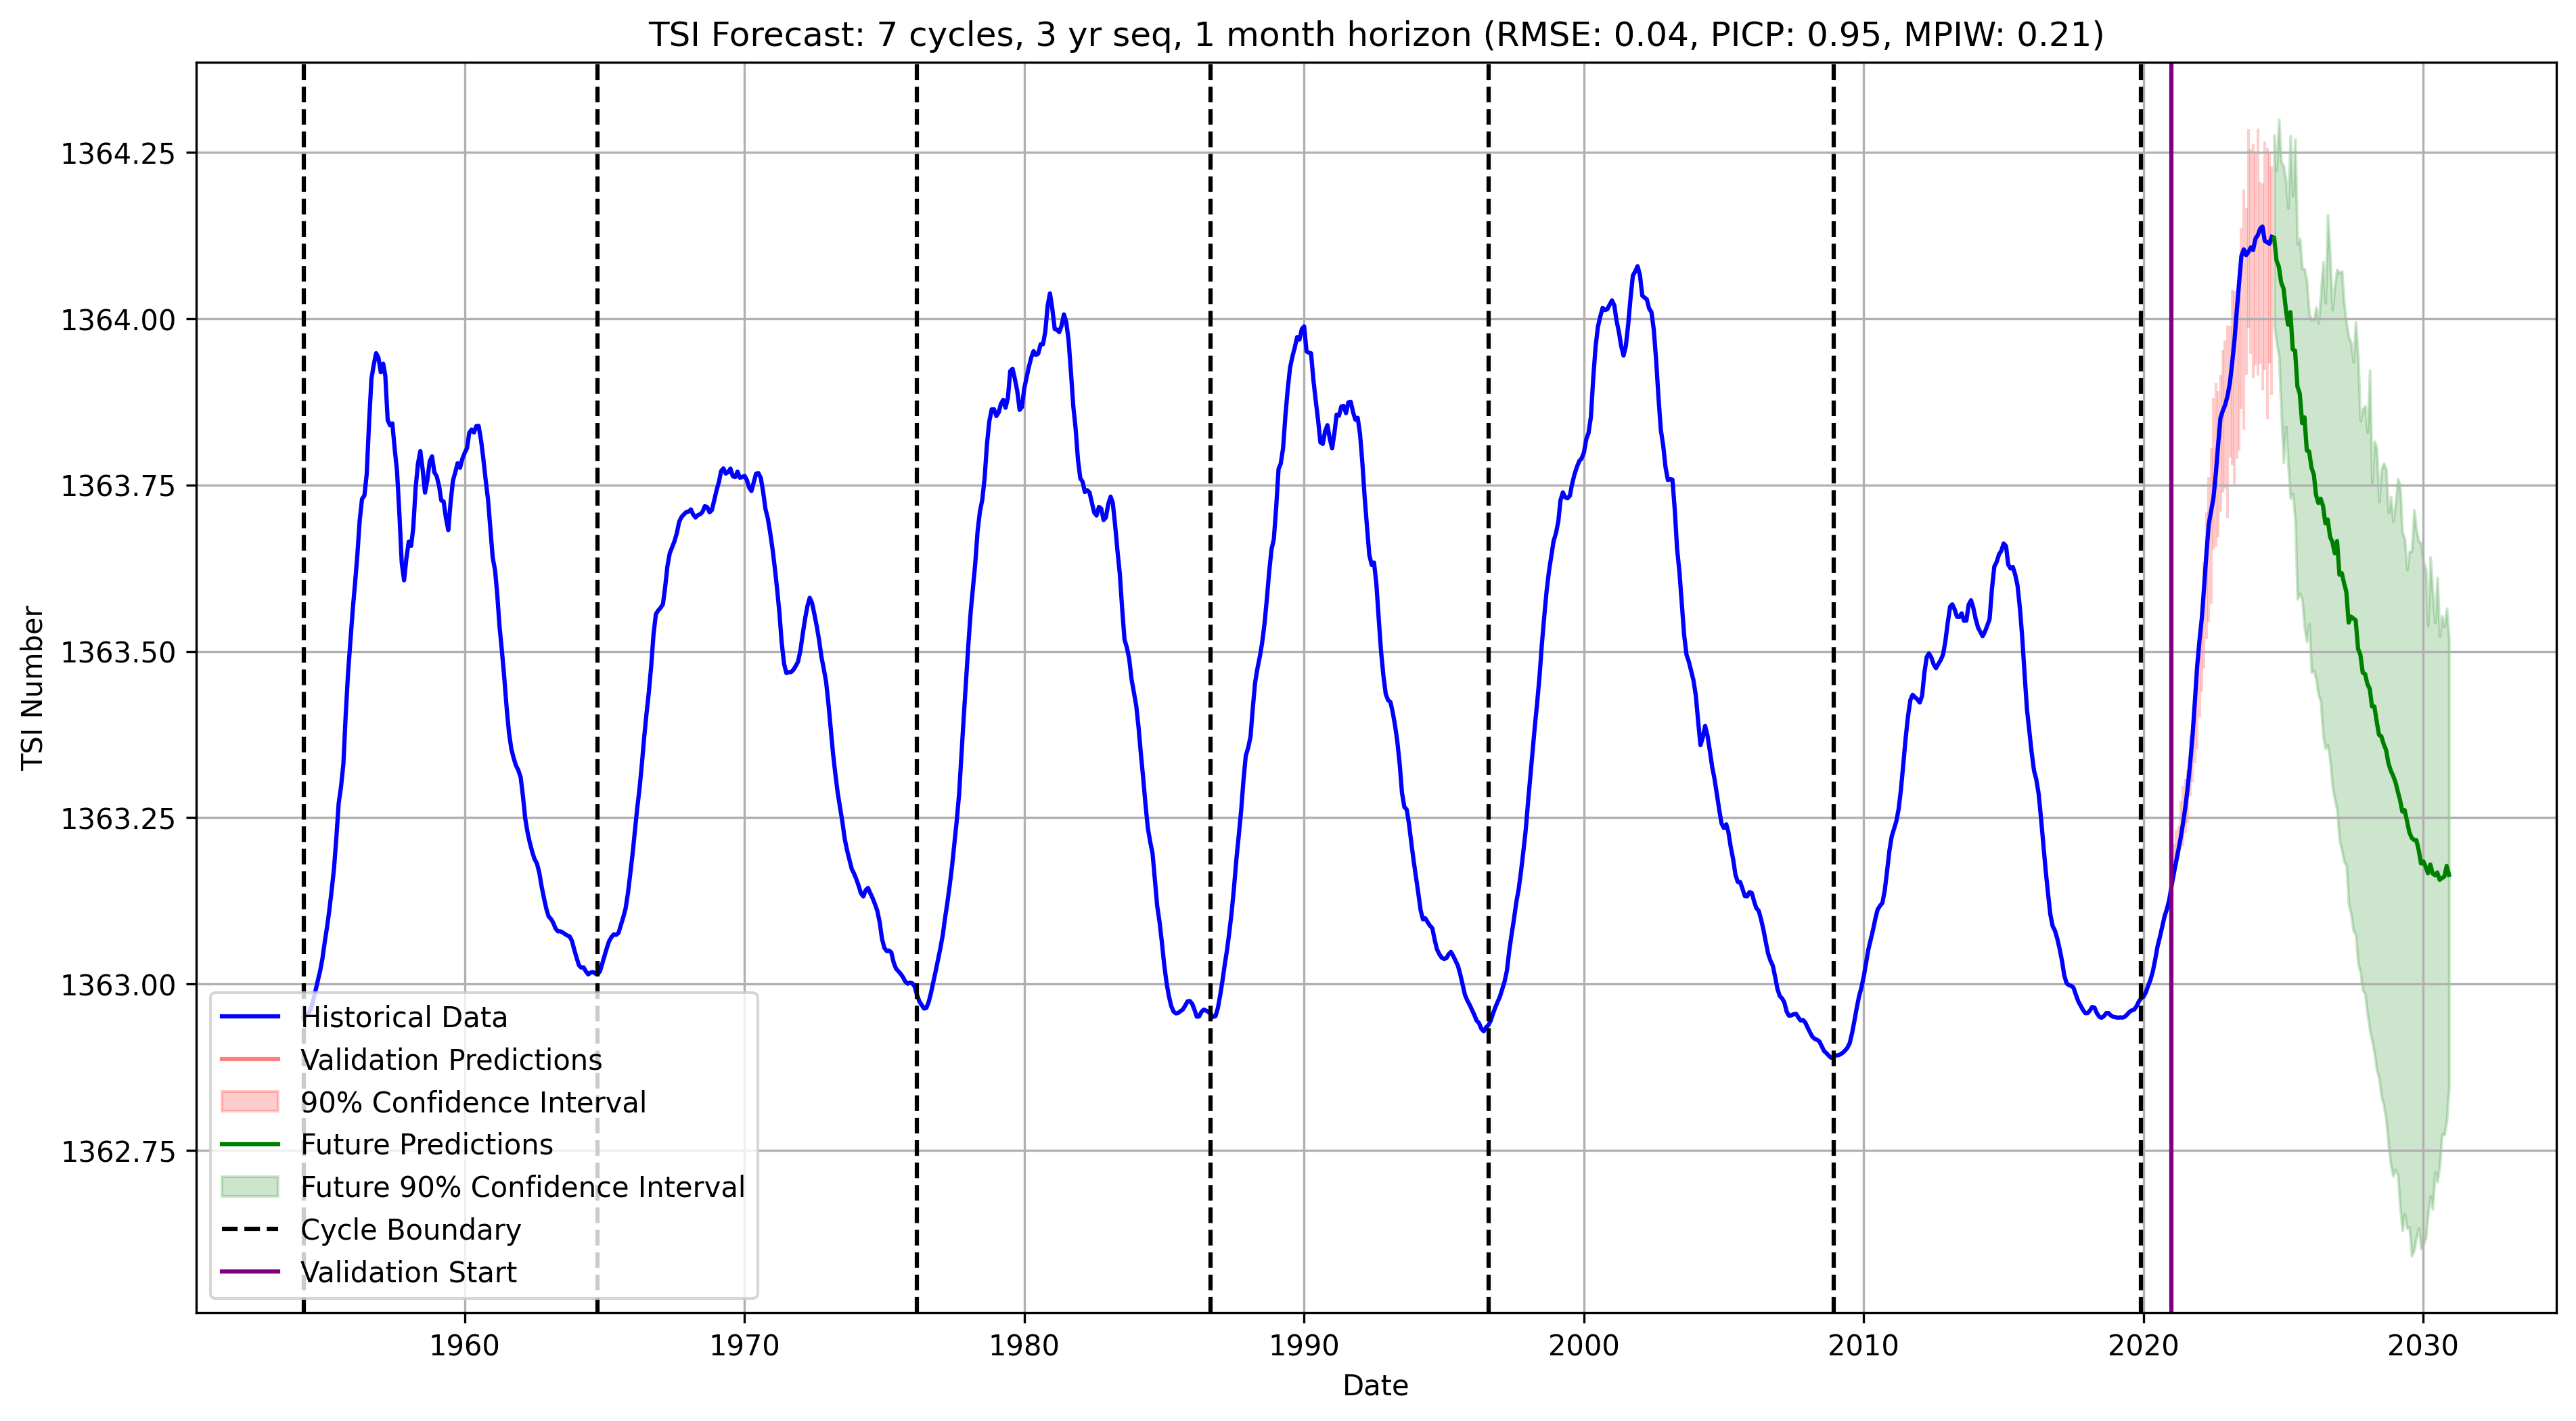 TSI Forecast: 7 cycles, 3 yr seq, 1 month horizon (RMSE: 0.04, PICP: 0.95, MPIW: 0.21)
TSI Number
1364.25
1364.00
1363.75
1363.50
1363.25
1363.00
1362.75
Historical Data
Validation Predictions
90% Confidence Interval
Future Predictions
Future 90% Confidence Interval
Cycle Boundary
Validation Start
1960 1970 1980 1990 2000 2010 2020 2030
Date